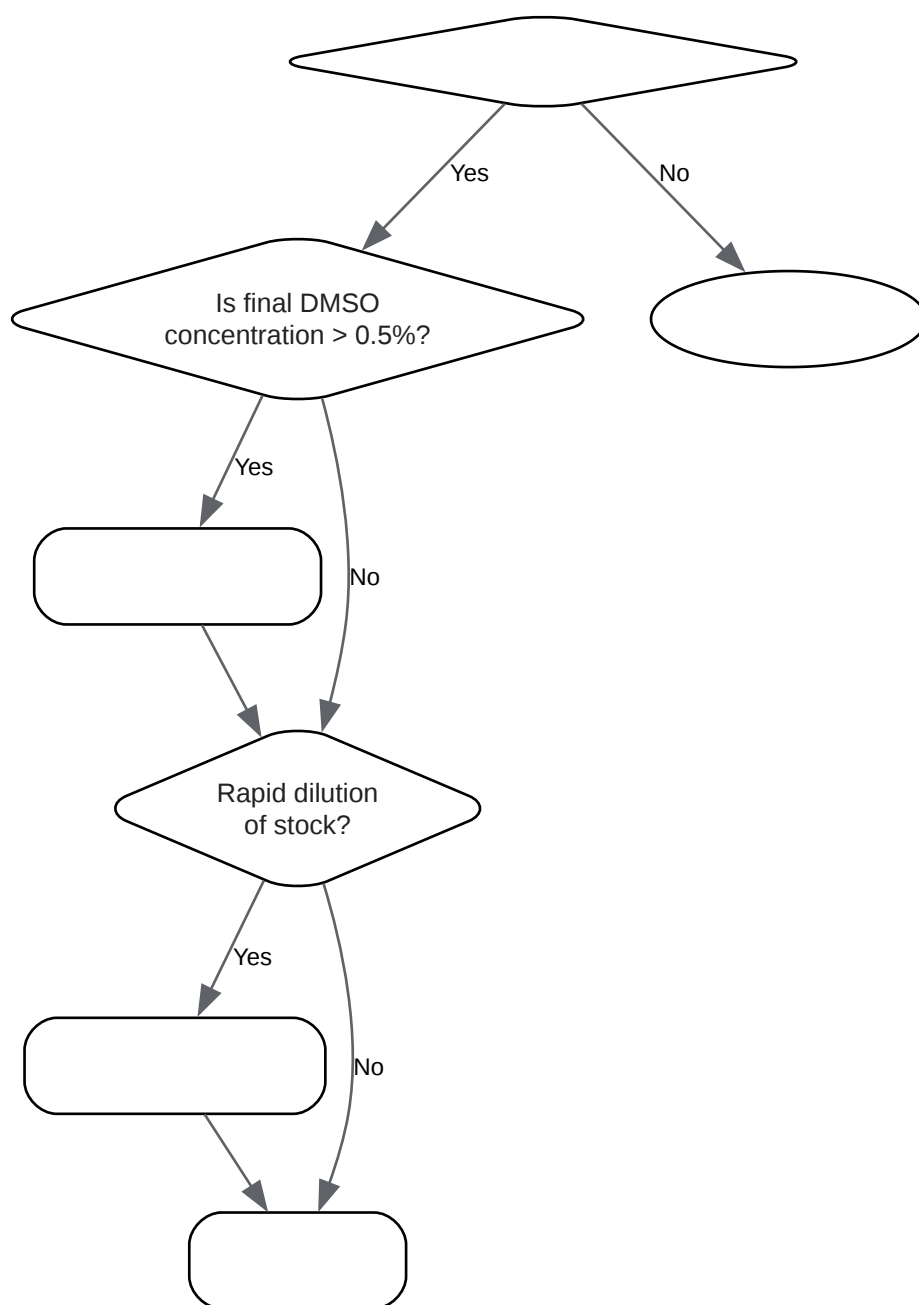 Yes
No
Is final DMSO
concentration > 0.5%?
Yes
No
Rapid dilution
of stock?
Yes
No